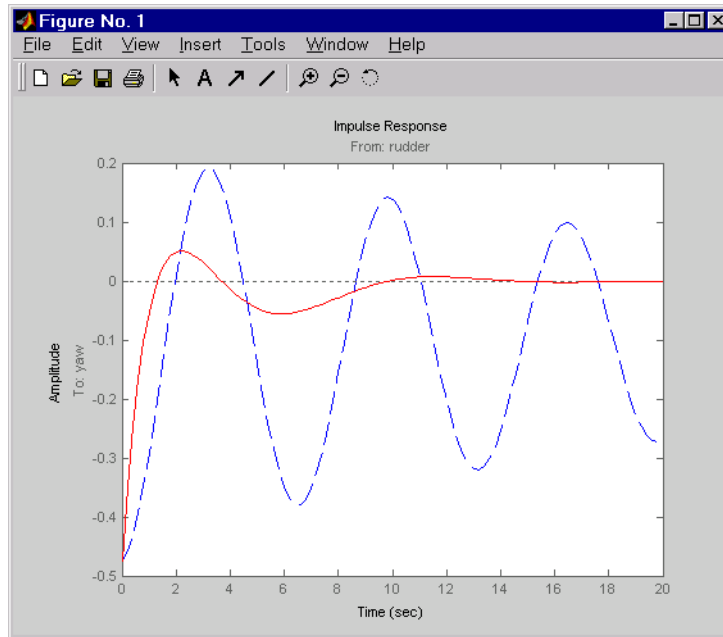 Figure No. 1
File Edit View Insert Tools Window Help
A
Impulse Response
From: rudder
0.2
0.1
0
-0.1
-0.2
-0.3
-0.4
-0.5
Amplitude
To: yaw
0 2 4 6 8 10 12 14 16 18 20
Time (sec)